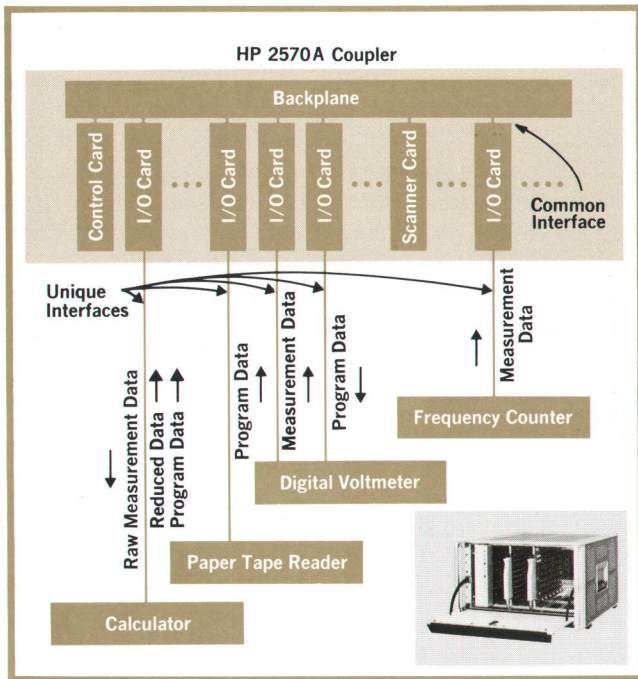 HP 2570A Coupler
Backplane
Control Card
I/O Card
I/O Card
I/O Card
I/O Card
Scanner Card
I/O Card
Common
Interface
Unique
Interfaces
Raw Measurement Data
Reduced Data
Program Data
Program Data
Measurement Data
Program Data
Measurement
Data
Frequency Counter
Digital Voltmeter
Paper Tape Reader
Calculator